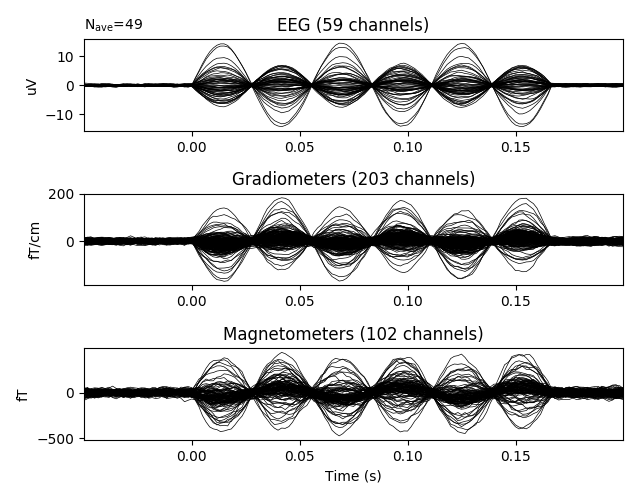 N_ave=49
EEG (59 channels)
10
0
−10
uV
0.00 0.05 0.10 0.15
Gradiometers (203 channels)
200
0
fT/cm
0.00 0.05 0.10 0.15
Magnetometers (102 channels)
0
−500
fT
0.00 0.05 0.10 0.15
Time (s)